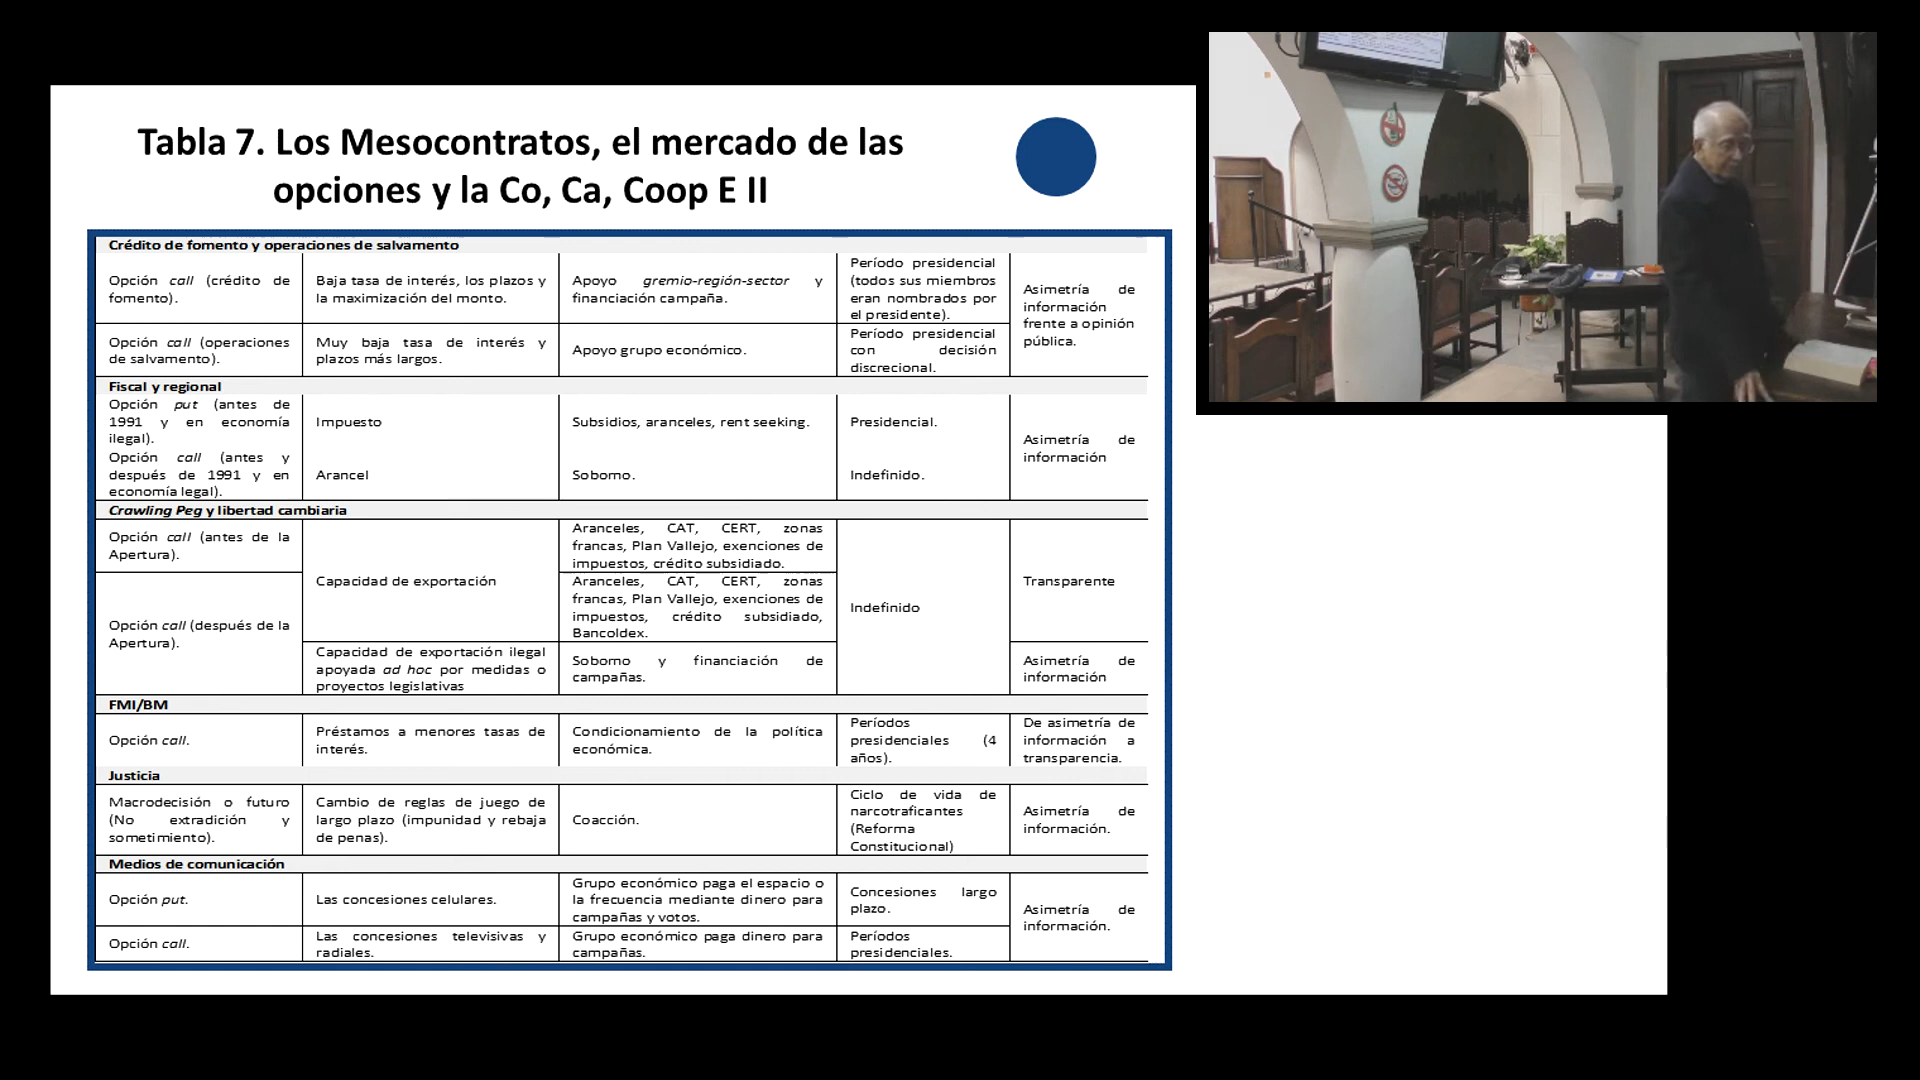 Tabla 7. Los Mesocontratos, el mercado de las
opciones y la Co, Ca, Coop E II
Crédito de fomento y operaciones de salvamento
Opción call (crédito de
fomento).
Baja tasa de interés, los plazos y
la maximización del monto.
Apoyo gremio-región-sector y
financiación campaña.
Período presidencial
(todos sus miembros
eran nombrados por
el presidente).
Asimetría de
información
frente a opinión
pública.
Opción call (operaciones
de salvamento).
Muy baja tasa de interés y
plazos más largos.
Apoyo grupo económico.
Período presidencial
con decisión
discrecional.
Fiscal y regional
Opción put (antes de
1991 y en economía
ilegal).
Impuesto
Subsidios, aranceles, rent seeking.
Presidencial.
Asimetría de
información
Opción call (antes y
después de 1991 y en
economía legal).
Arancel
Soborno.
Indefinido.
Crawling Peg y libertad cambiaria
Opción call (antes de la
Apertura).
Capacidad de exportación
Aranceles, CAT, CERT, zonas
francas, Plan Vallejo, exenciones de
impuestos, crédito subsidiado.
Indefinido
Transparente
Opción call (después de la
Apertura).
Aranceles, CAT, CERT, zonas
francas, Plan Vallejo, exenciones de
impuestos, crédito subsidiado,
Bancoldex.
Capacidad de exportación ilegal
apoyada ad hoc por medidas o
proyectos legislativas
Soborno y financiación de
campañas.
Asimetría de
información
FMI/BM
Opción call.
Préstamos a menores tasas de
interés.
Condicionamiento de la política
económica.
Períodos
presidenciales (4
años).
De asimetría de
información a
transparencia.
Justicia
Macrodecisión o futuro
(No extradición y
sometimiento).
Cambio de reglas de juego de
largo plazo (impunidad y rebaja
de penas).
Coacción.
Ciclo de vida de
narcotraficantes
(Reforma
Constitucional)
Asimetría de
información.
Medios de comunicación
Opción put.
Las concesiones celulares.
Grupo económico paga el espacio o
la frecuencia mediante dinero para
campañas y votos.
Concesiones largo
plazo.
Asimetría de
información.
Opción call.
Las concesiones televisivas y
radiales.
Grupo económico paga dinero para
campañas.
Períodos
presidenciales.